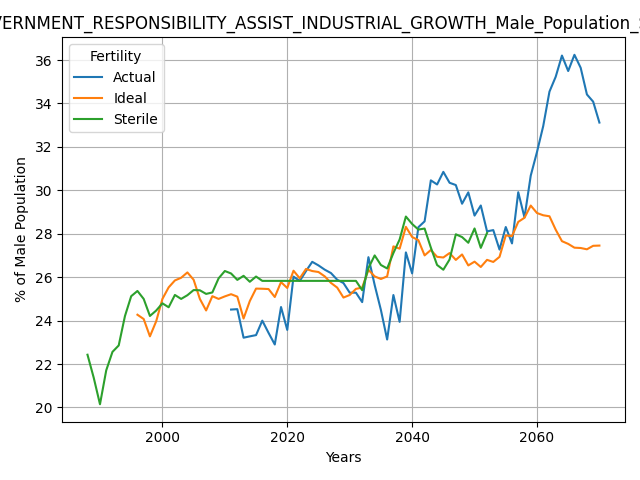 VERNMENT_RESPONSIBILITY_ASSIST_INDUSTRIAL_GROWTH_Male_Population_
Fertility
Actual
Ideal
Sterile
% of Male Population
36
34
32
30
28
26
24
22
20
2000 2020 2040 2060
Years